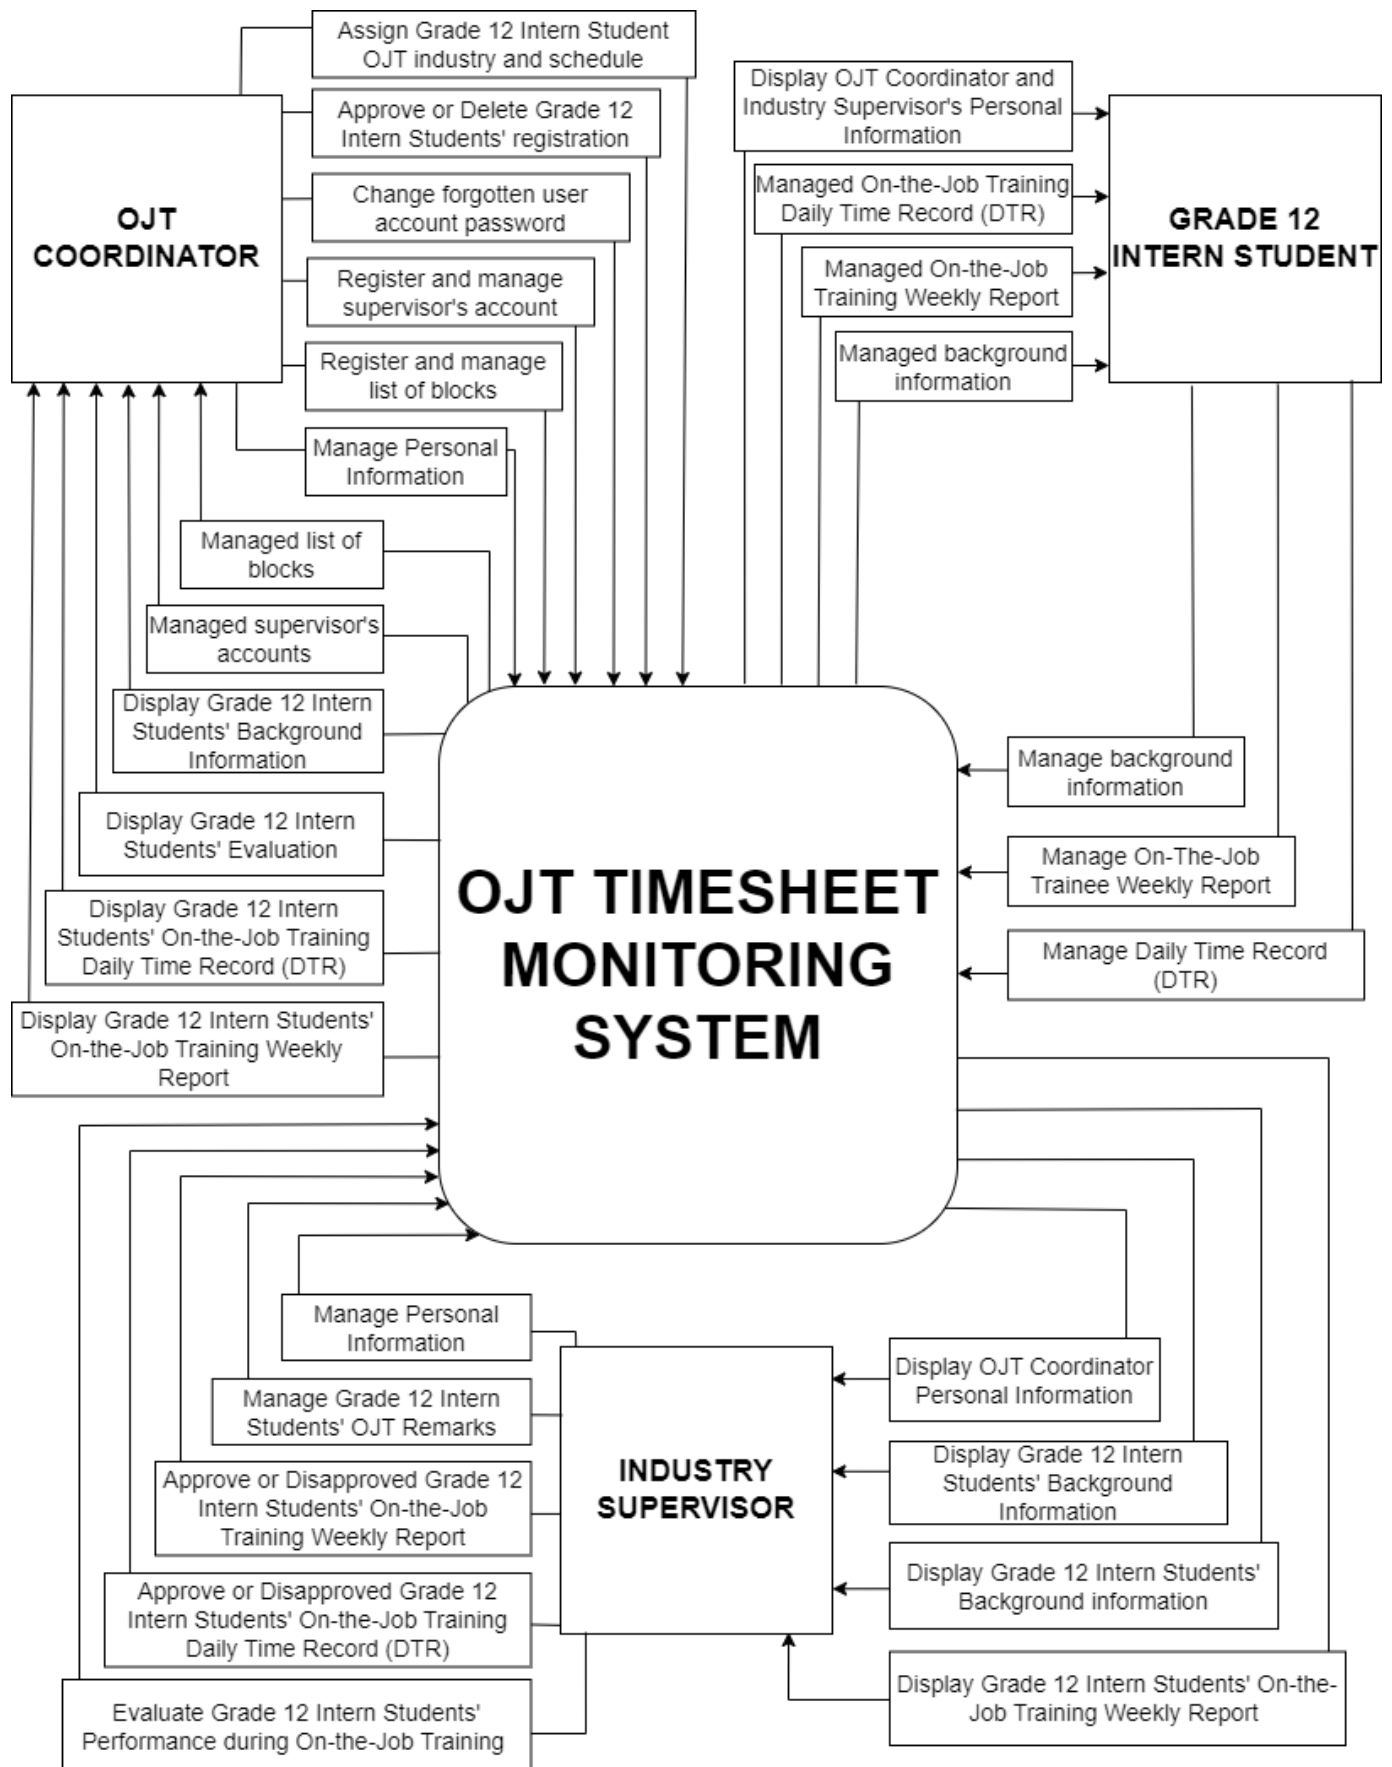 Assign Grade 12 Intern Student
OJT industry and schedule
Approve or Delete Grade 12
Intern Students' registration
Change forgotten user
account password
Register and manage
supervisor's account
Register and manage
list of blocks
Manage Personal
Information
OJT
COORDINATOR
Managed list of
blocks
Managed supervisor's
accounts
Display Grade 12 Intern
Students' Background
Information
Display Grade 12 Intern
Students' Evaluation
Display Grade 12 Intern
Students' On-the-Job Training
Daily Time Record (DTR)
Display Grade 12 Intern Students'
On-the-Job Training Weekly
Report
Display OJT Coordinator and
Industry Supervisor's Personal
Information
Managed On-the-Job Training
Daily Time Record (DTR)
Managed On-the-Job
Training Weekly Report
Managed background
information
GRADE 12
INTERN STUDENT
Manage background
information
Manage On-The-Job
Trainee Weekly Report
Manage Daily Time Record
(DTR)
OJT TIMESHEET
MONITORING
SYSTEM
Manage Personal
Information
Manage Grade 12 Intern
Students' OJT Remarks
Approve or Disapproved Grade 12
Intern Students' On-the-Job
Training Weekly Report
Approve or Disapproved Grade 12
Intern Students' On-the-Job Training
Daily Time Record (DTR)
Evaluate Grade 12 Intern Students'
Performance during On-the-Job Training
INDUSTRY
SUPERVISOR
Display OJT Coordinator
Personal Information
Display Grade 12 Intern
Students' Background
Information
Display Grade 12 Intern Students'
Background information
Display Grade 12 Intern Students' On-the-
Job Training Weekly Report